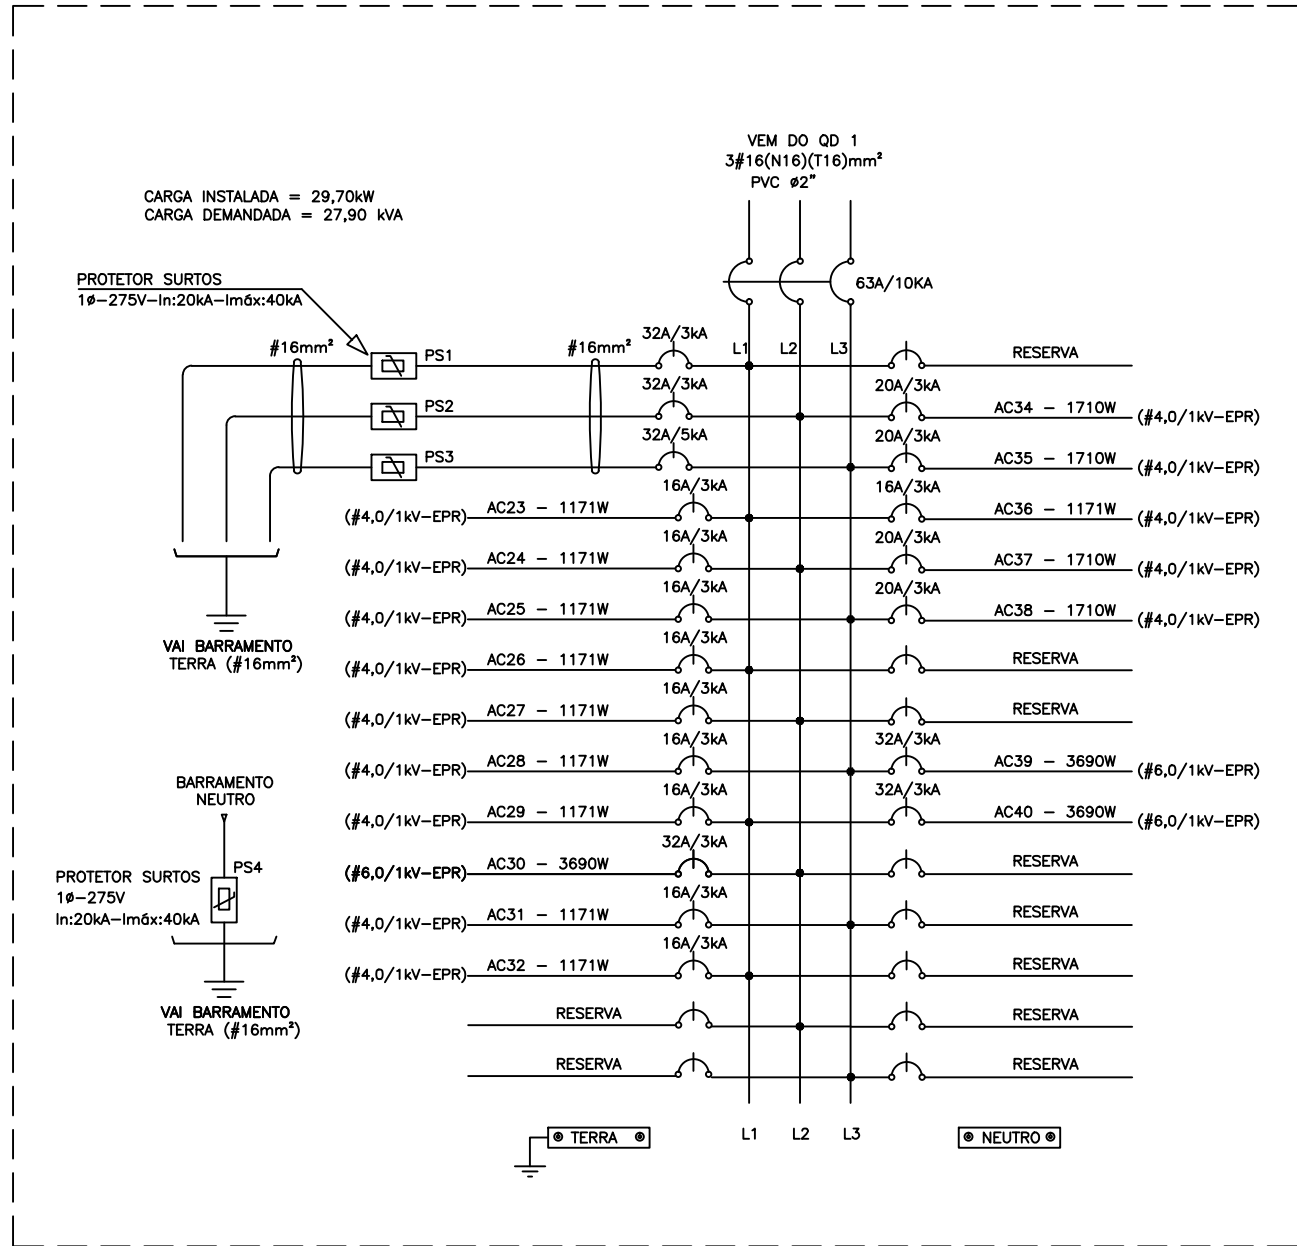 VEM DO QD 1
3#16(N16)(T16)mm²
PVC ø2"
CARGA INSTALADA = 29,70kW
CARGA DEMANDADA = 27,90 kVA
63A/10KA
PROTETOR SURTOS
1ø-275V-In:20kA-Imáx:40kA
#16mm² PS1 #16mm² 32A/3kA L1 L2 L3 RESERVA
PS2 32A/3kA 20A/3kA AC34 - 1710W (#4,0/1kV-EPR)
PS3 32A/5kA 20A/3kA AC35 - 1710W (#4,0/1kV-EPR)
(#4,0/1kV-EPR) AC23 - 1171W 16A/3kA 16A/3kA AC36 - 1171W (#4,0/1kV-EPR)
(#4,0/1kV-EPR) AC24 - 1171W 16A/3kA 20A/3kA AC37 - 1710W (#4,0/1kV-EPR)
(#4,0/1kV-EPR) AC25 - 1171W 16A/3kA 20A/3kA AC38 - 1710W (#4,0/1kV-EPR)
VAI BARRAMENTO
TERRA (#16mm²)
(#4,0/1kV-EPR) AC26 - 1171W 16A/3kA RESERVA
(#4,0/1kV-EPR) AC27 - 1171W 16A/3kA RESERVA
(#4,0/1kV-EPR) AC28 - 1171W 16A/3kA 32A/3kA AC39 - 3690W (#6,0/1kV-EPR)
BARRAMENTO
NEUTRO
(#4,0/1kV-EPR) AC29 - 1171W 16A/3kA 32A/3kA AC40 - 3690W (#6,0/1kV-EPR)
(#6,0/1kV-EPR) AC30 - 3690W 32A/3kA RESERVA
PS4
PROTETOR SURTOS
1ø-275V
In:20kA-Imáx:40kA
(#4,0/1kV-EPR) AC31 - 1171W 16A/3kA RESERVA
(#4,0/1kV-EPR) AC32 - 1171W 16A/3kA RESERVA
VAI BARRAMENTO
TERRA (#16mm²)
RESERVA RESERVA
RESERVA RESERVA
TERRA L1 L2 L3 NEUTRO